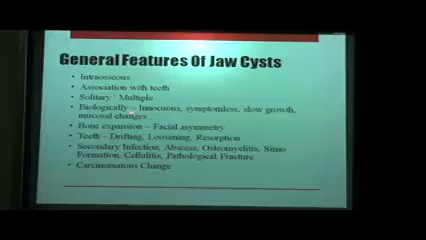 General Features Of Jaw Cysts
• Intraosseous
• Association with teeth
• Solitary / Multiple
• Biologically – Innocuous, symptomless, slow growth,
mucosal changes
• Bone expansion – Facial asymmetry
• Teeth – Drifting, Loosening, Resorption
• Secondary Infection, Abscess, Osteomyelitis, Sinus
Formation, Cellulitis, Pathological Fracture
• Carcinomatous Change